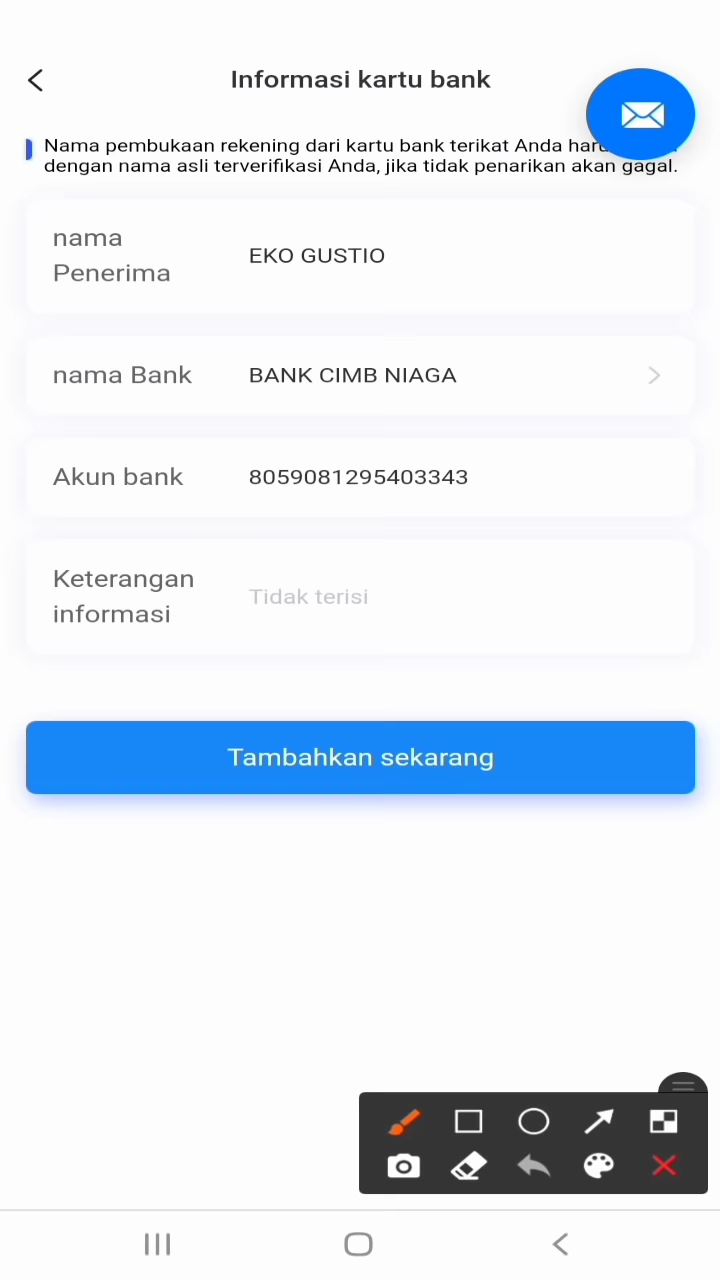 Informasi kartu bank
Nama pembukaan rekening dari kartu bank terikat Anda
dengan nama asli terverifikasi Anda, jika tidak penarikan akan gagal.
nama
Penerima
EKO GUSTIO
nama Bank
BANK CIMB NIAGA
Akun bank
8059081295403343
Keterangan
informasi
Tidak terisi
Tambahkan sekarang